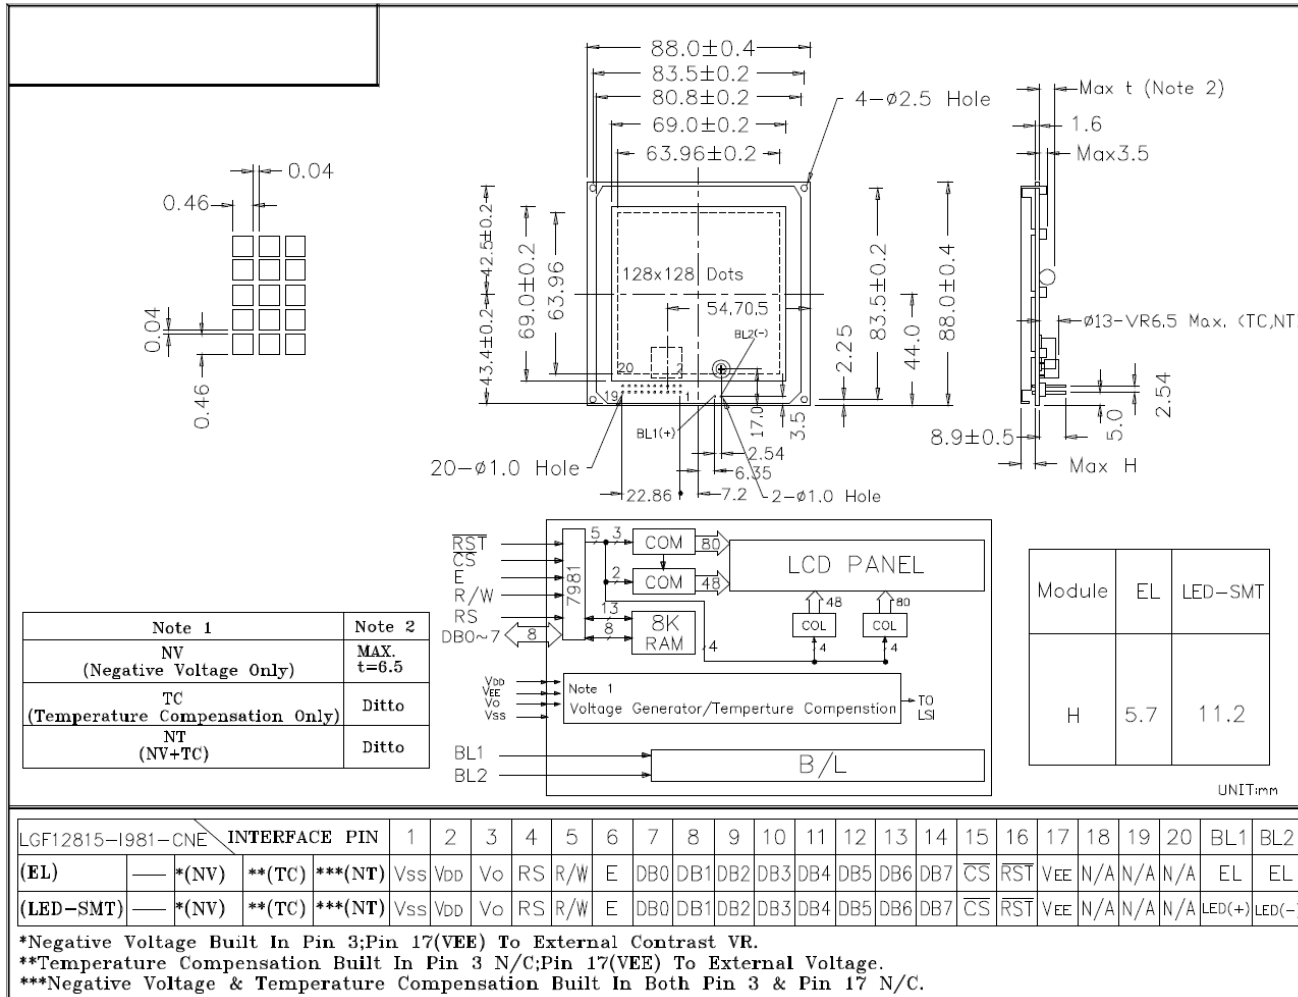 88.0±0.4
83.5±0.2
80.8±0.2
69.0±0.2
63.96±0.2
4-ø2.5 Hole
Max t (Note 2)
1.6
Max3.5
0.04
0.46
0.04
0.46
42.5±0.2
43.4±0.2
69.0±0.2
63.96
128x128 Dots
54.70.5
BL2(-)
20 2
19 1
BL1(+)
2.25
83.5±0.2
44.0
88.0±0.4
17.0
3.5
2.54
6.35
20-ø1.0 Hole
22.86
7.2
2-ø1.0 Hole
ø13-VR6.5 Max. (TC,NT
2.54
5.0
8.9±0.5
Max H
RST
CS
E
R/W
RS
DB0~7
8
7981
5 3
COM
80
2
COM
48
LCD PANEL
13
8
8K
RAM
4
48
80
COL
COL
4
4
VDD
VEE
Vo
Vss
Note 1
Voltage Generator/Temperture Compenstion
TO
LSI
BL1
BL2
B/L
Note 1 Note 2
NV
(Negative Voltage Only)
MAX.
t=6.5
TC
(Temperature Compensation Only)
Ditto
NT
(NV+TC)
Ditto
Module EL LED-SMT
H 5.7 11.2
UNIT:mm
LGF12815-1981-CNE INTERFACE PIN 1 2 3 4 5 6 7 8 9 10 11 12 13 14 15 16 17 18 19 20 BL1 BL2
(EL) — *(NV) **(TC) ***(NT) Vss VDD Vo RS R/W E DB0 DB1 DB2 DB3 DB4 DB5 DB6 DB7 CS RST VEE N/A N/A N/A EL EL
(LED-SMT) — *(NV) **(TC) ***(NT) Vss VDD Vo RS R/W E DB0 DB1 DB2 DB3 DB4 DB5 DB6 DB7 CS RST VEE N/A N/A N/A LED(+) LED(-
*Negative Voltage Built In Pin 3;Pin 17(VEE) To External Contrast VR.
**Temperature Compensation Built In Pin 3 N/C;Pin 17(VEE) To External Voltage.
***Negative Voltage & Temperature Compensation Built In Both Pin 3 & Pin 17 N/C.